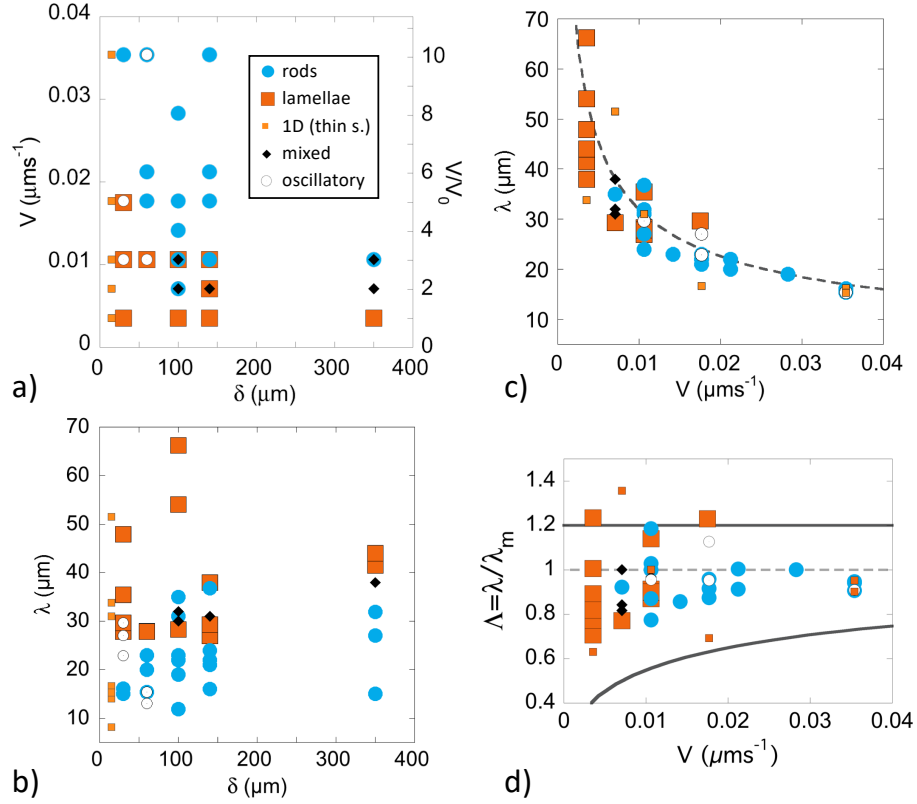 0.04
0.03
0.02
0.01
0
V (µms⁻¹)
10
8
6
4
2
0
V/V₀
rods
lamellae
1D (thin s.)
mixed
oscillatory
0 100 200 300 400
δ (µm)
a)
70
60
50
40
30
20
10
λ (µm)
0 100 200 300 400
δ (µm)
b)
70
60
50
40
30
20
10
λ (µm)
0 0.01 0.02 0.03 0.04
V (µms⁻¹)
c)
1.4
1.2
1
0.8
0.6
0.4
Λ=λ/λₘ
0 0.01 0.02 0.03 0.04
V (µms⁻¹)
d)